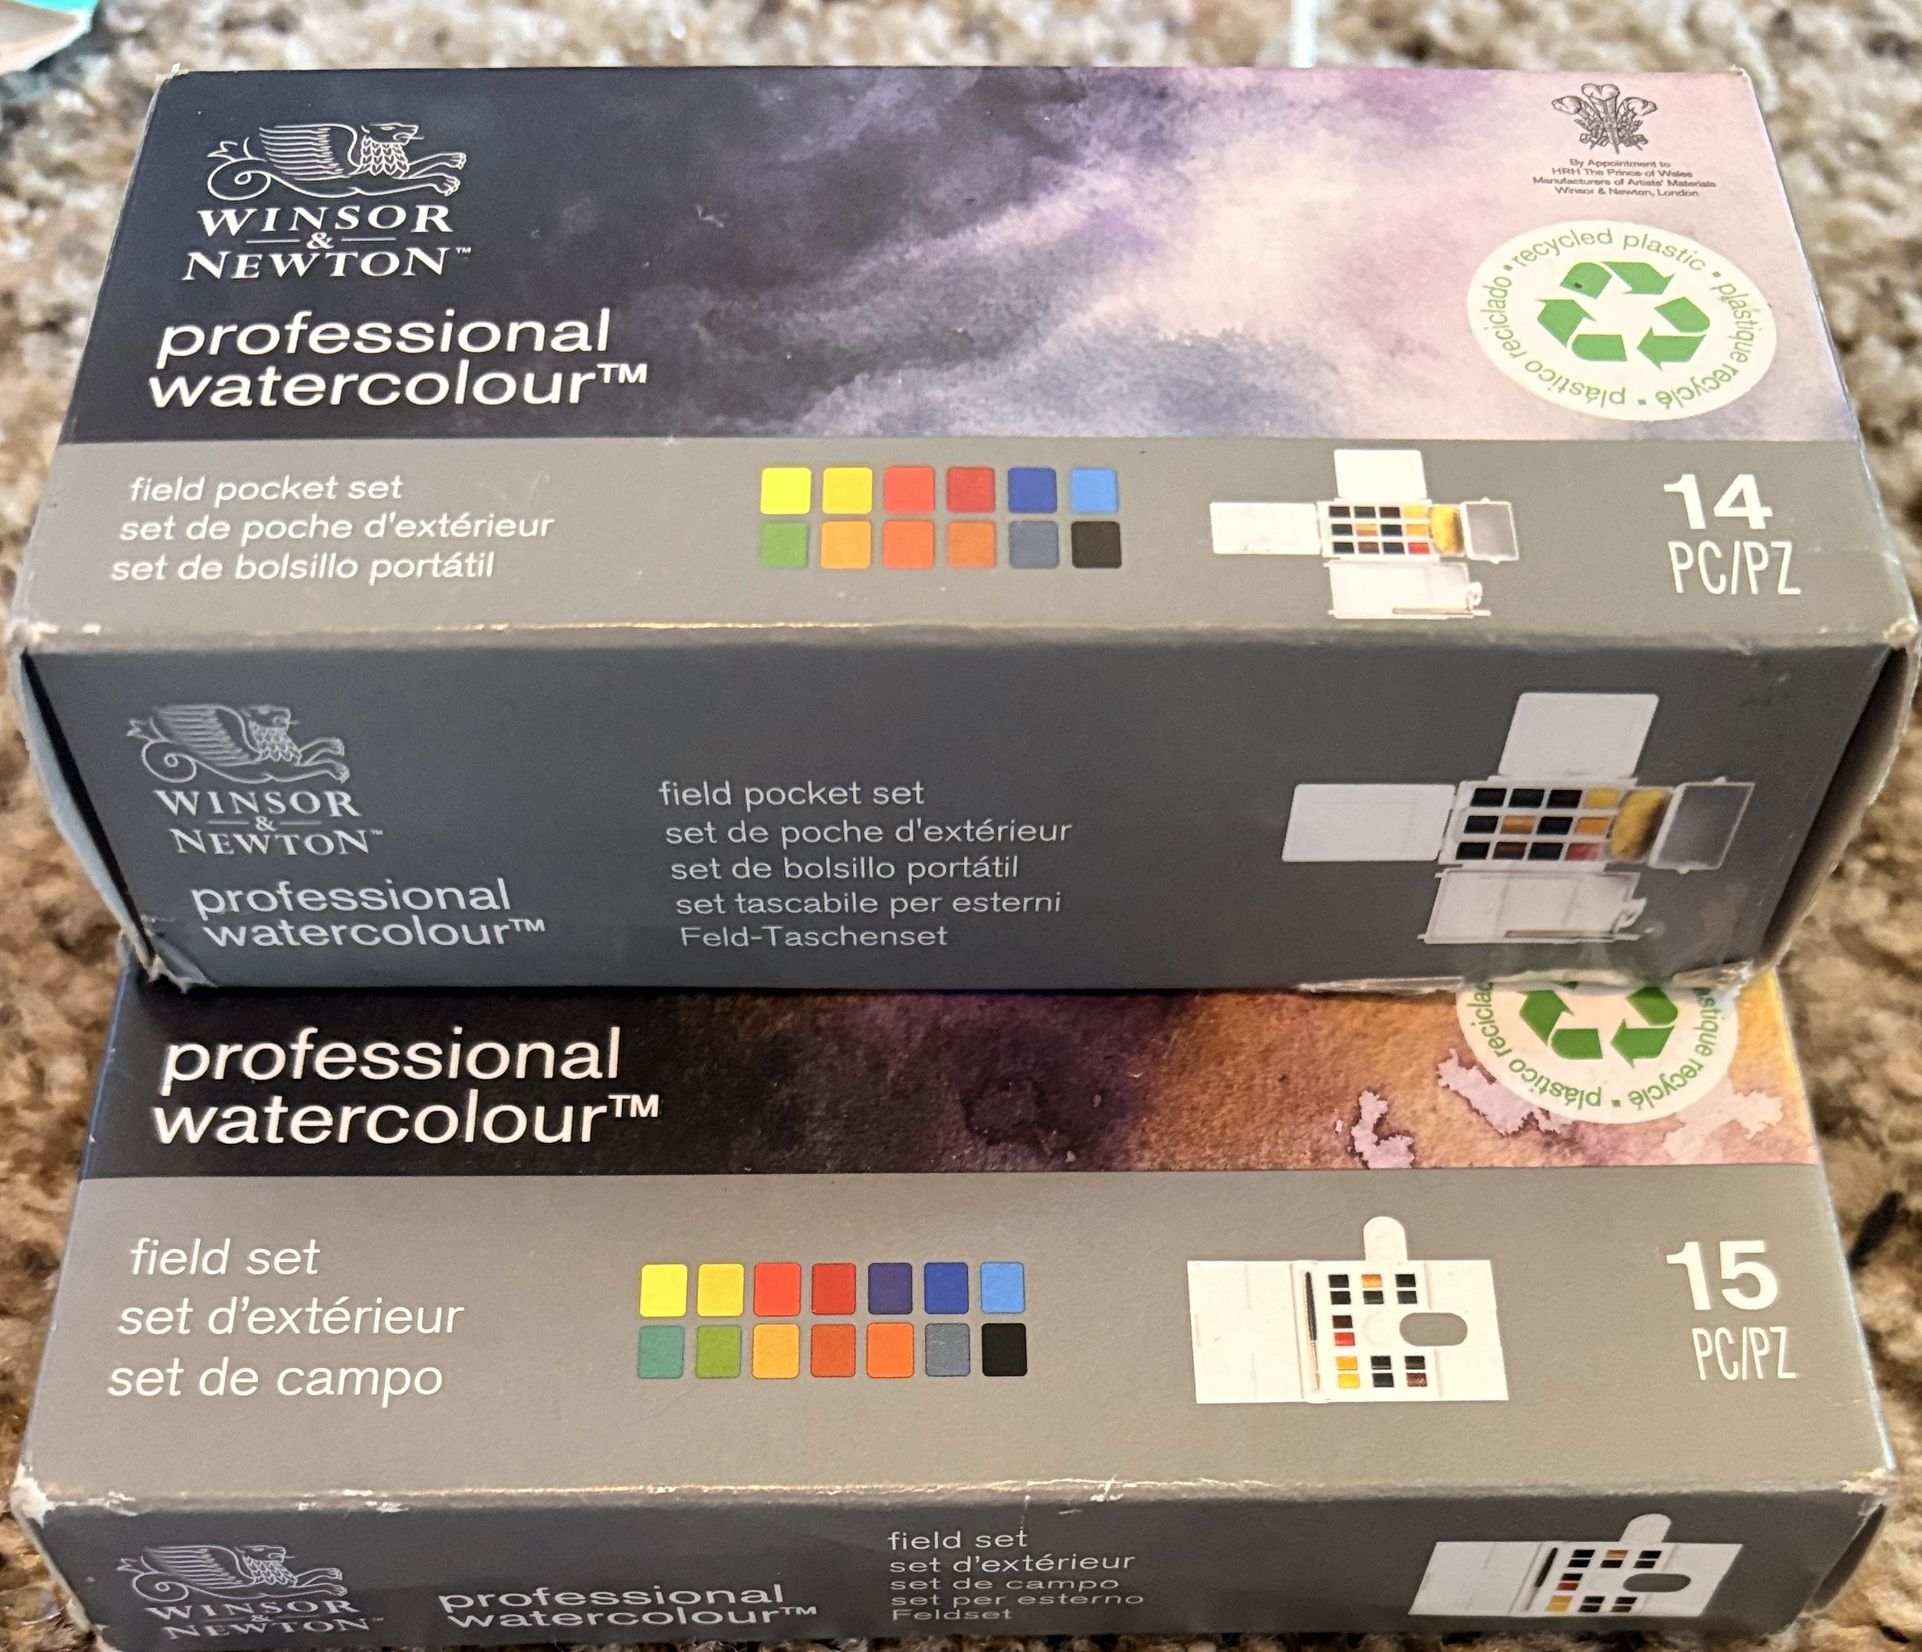 WINSOR
&
NEWTON™
professional
watercolour™
By Appointment to
HRH The Prince of Wales
Manufacturers of Artists' Materials
Winsor & Newton, London
recycled plastic • plastique recyclé • plástico reciclado •
field pocket set
set de poche d'extérieur
set de bolsillo portátil
14
PC/PZ
WINSOR
&
NEWTON™
professional
watercolour™
field pocket set
set de poche d'extérieur
set de bolsillo portátil
set tascabile per esterni
Feld-Taschenset
professional
watercolour™
plástico
field set
set d'extérieur
set de campo
15
PC/PZ
WINSOR
&
NEWTON™
professional
watercolour™
field set
set d'extérieur
set de campo
set per esterno
Feldset